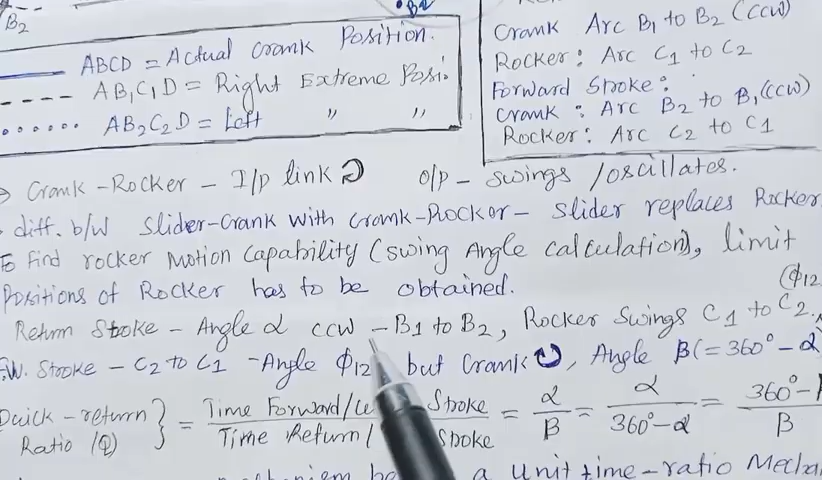 B2
B2
ABCD = Actual Crank Position.
AB1C1D = Right Extreme Posi.
AB2C2D = Left " "
Crank Arc B1 to B2 (CCW)
Rocker: Arc C1 to C2
Forward Stroke:
Crank: Arc B2 to B1 (CCW)
Rocker: Arc C2 to C1
Crank-Rocker - I/p link O/p - swings /oscillates.
diff. b/w Slider-Crank with Crank-Rocker - Slider replaces Rocker
To Find rocker Motion Capability (swing Angle calculation), limit
Positions of Rocker has to be obtained. (Φ12
Return Stroke - Angle α CCW - B1 to B2, Rocker Swings C1 to C2.
F.W. Stroke - C2 to C1 - Angle Φ12 but Crank, Angle β (= 360° - α)
Quick-return Ratio (Q) } = Time Forward/ Stroke / Time Return/ Stroke = α/β = α/360°-α = 360°-/β
a unit time-ratio Mecha